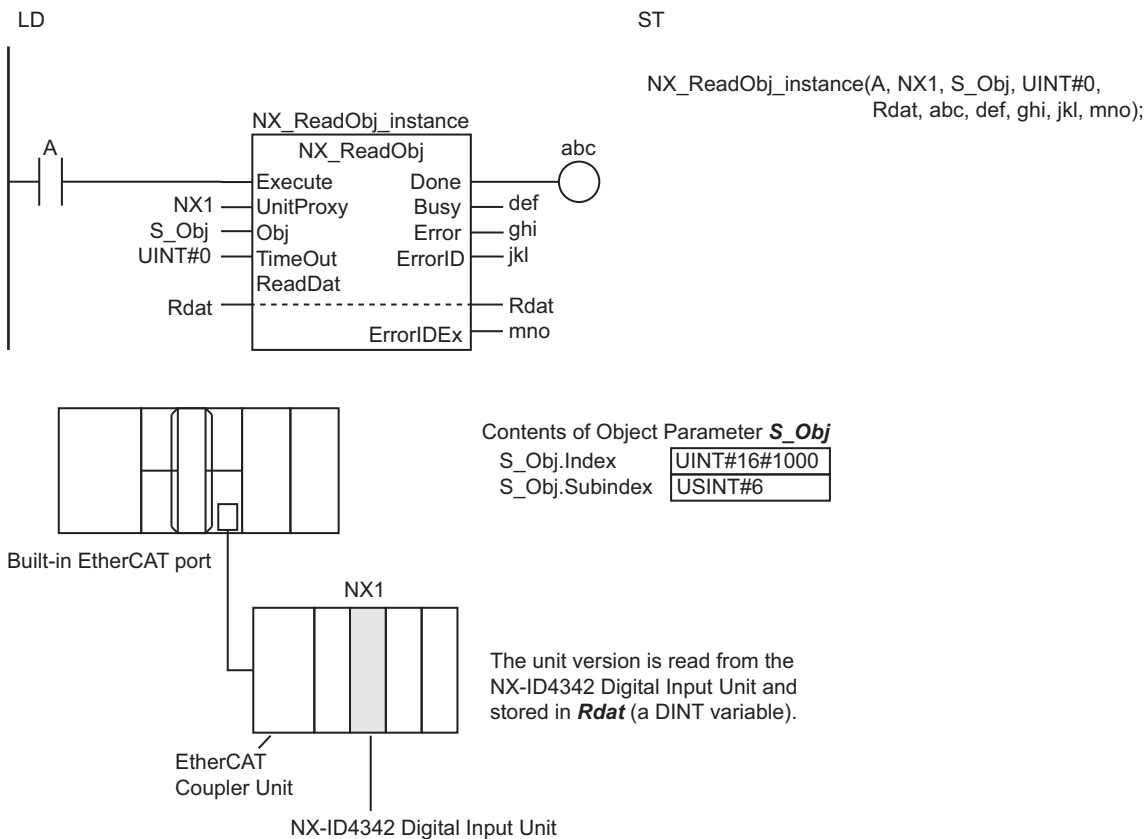 LD
ST
NX_ReadObj_instance(A, NX1, S_Obj, UINT#0,
Rdat, abc, def, ghi, jkl, mno);
NX_ReadObj_instance
A
NX_ReadObj
abc
Execute Done
NX1 UnitProxy Busy def
S_Obj Obj Error ghi
UINT#0 TimeOut ErrorID jkl
ReadDat
Rdat Rdat
ErrorIDEx mno
Contents of Object Parameter S_Obj
S_Obj.Index UINT#16#1000
S_Obj.Subindex USINT#6
Built-in EtherCAT port
NX1
The unit version is read from the
NX-ID4342 Digital Input Unit and
stored in Rdat (a DINT variable).
EtherCAT
Coupler Unit
NX-ID4342 Digital Input Unit